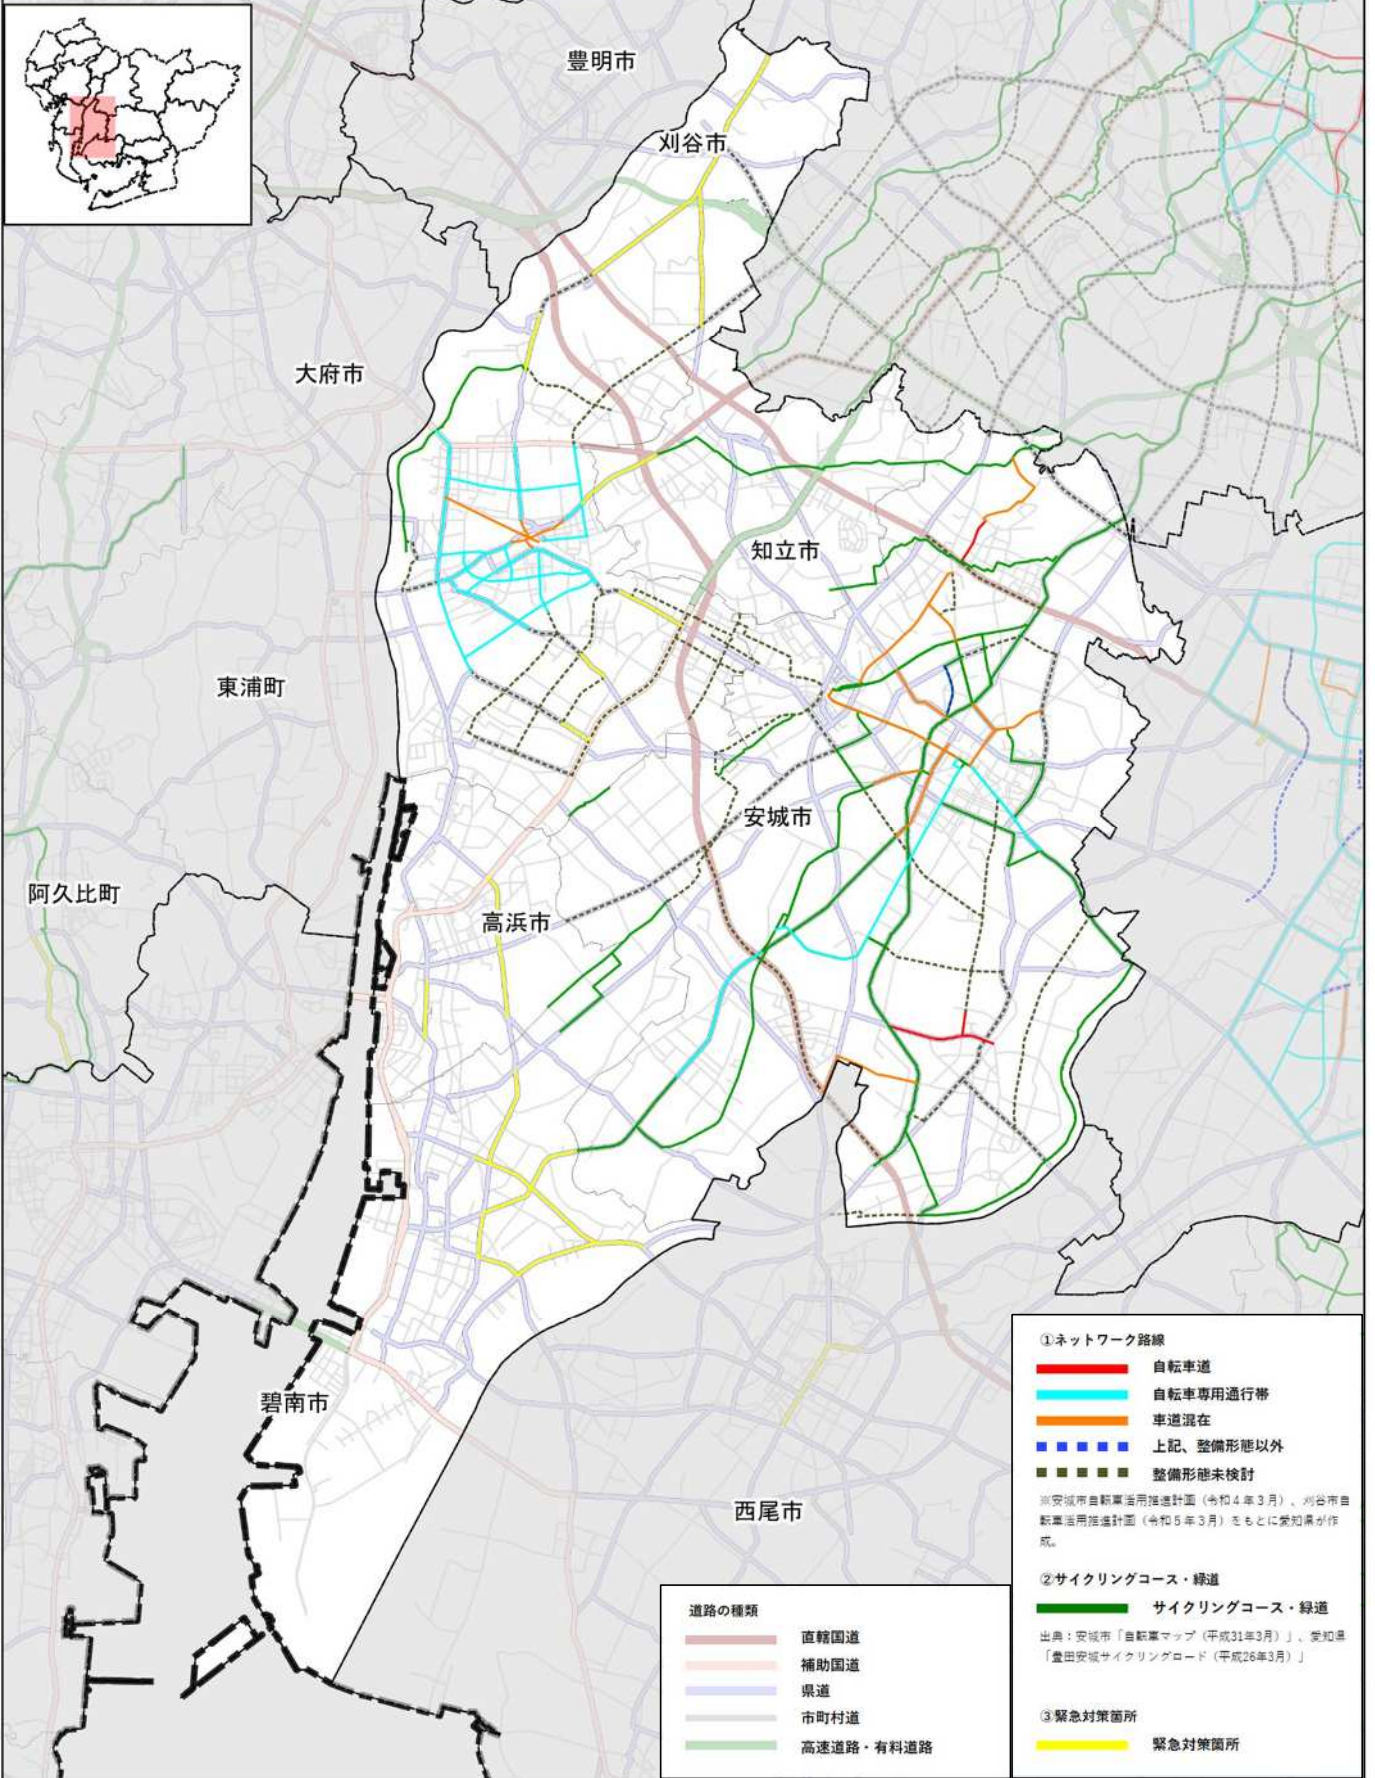 豊明市
刈谷市
大府市
知立市
東浦町
安城市
阿久比町
高浜市
碧南市
西尾市
①ネットワーク路線
自転車道
自転車専用通行帯
車道混在
上記、整備形態以外
整備形態未検討
※安城市自転車活用推進計画（令和４年３月）、刈谷市自
転車活用推進計画（令和５年３月）をもとに愛知県が作
成。
②サイクリングコース・緑道
サイクリングコース・緑道
出典：安城市「自転車マップ（平成31年3月）」、愛知県
「豊田安城サイクリングロード（平成26年3月）」
③緊急対策箇所
緊急対策箇所
道路の種類
直轄国道
補助国道
県道
市町村道
高速道路・有料道路